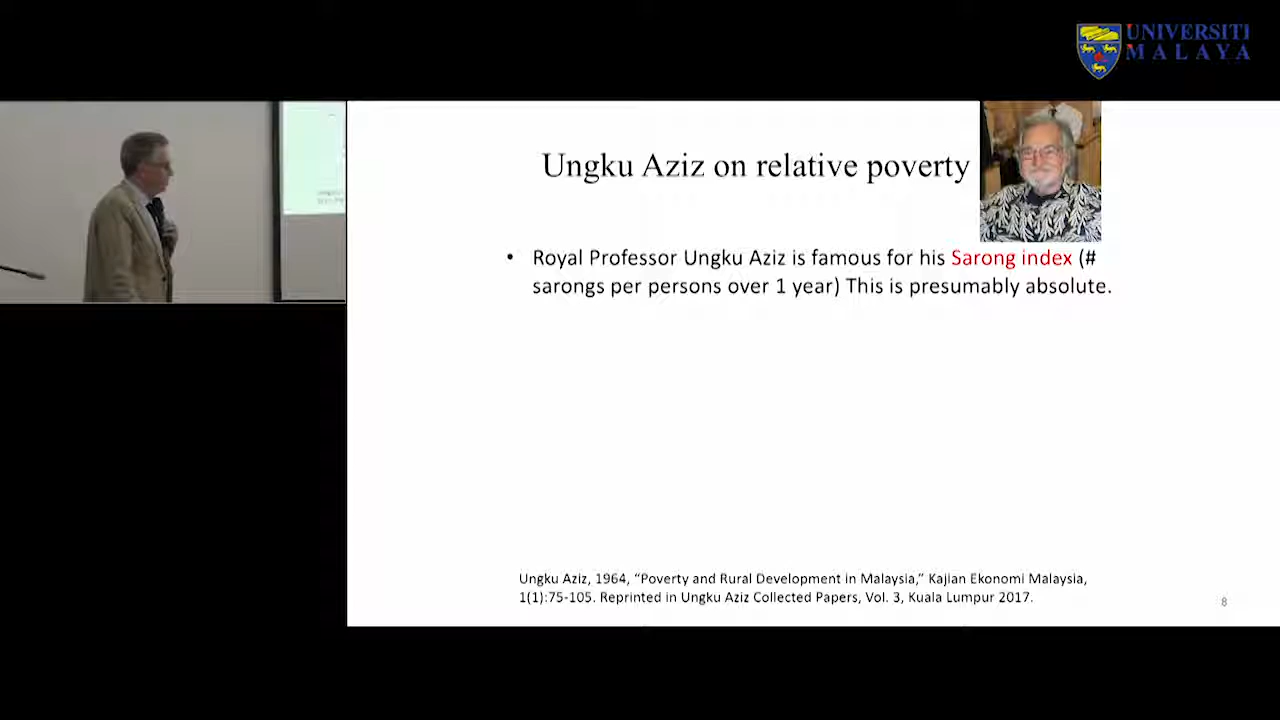 UNIVERSITI
MALAYA
Ungku Aziz on relative poverty
• Royal Professor Ungku Aziz is famous for his Sarong index (#
sarongs per persons over 1 year) This is presumably absolute.
Ungku Aziz, 1964, “Poverty and Rural Development in Malaysia,” Kajian Ekonomi Malaysia,
1(1):75-105. Reprinted in Ungku Aziz Collected Papers, Vol. 3, Kuala Lumpur 2017.
8